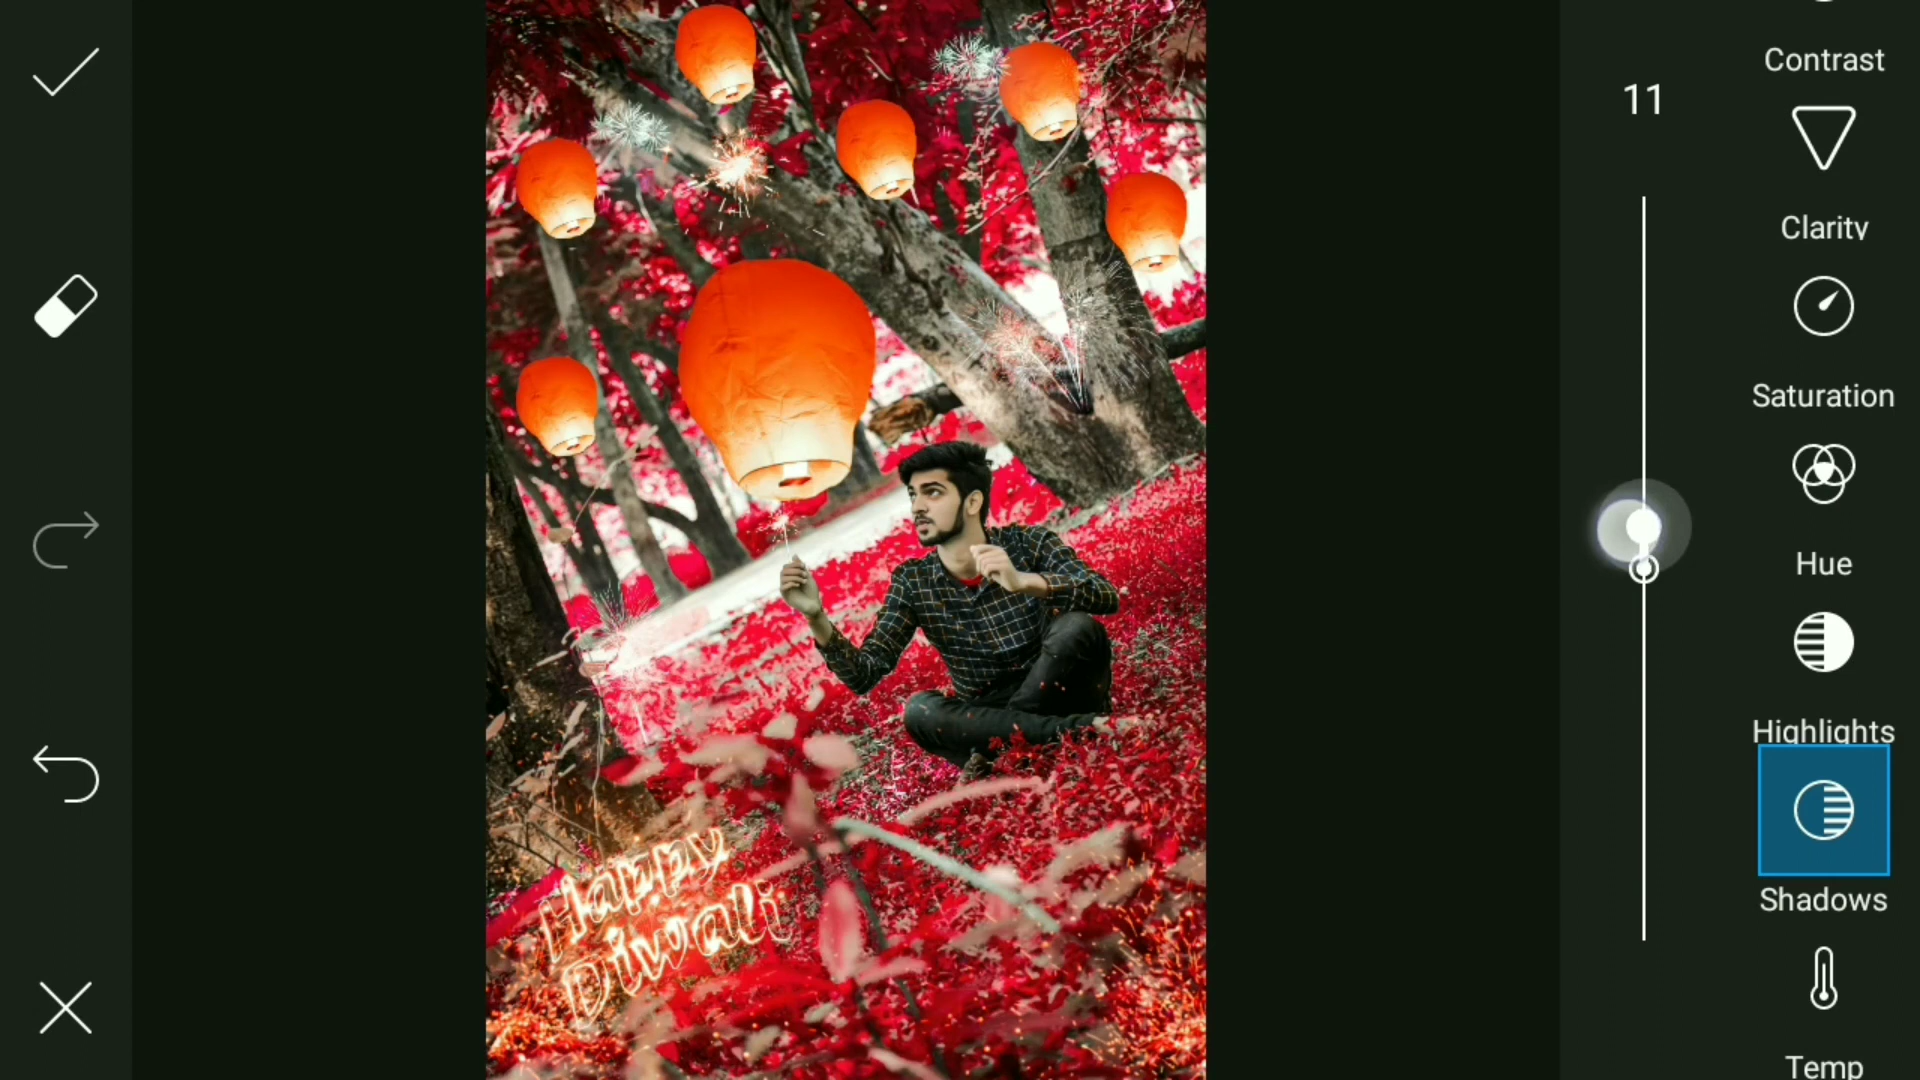 Contrast
11
Clarity
Saturation
Hue
Highlights
Shadows
Temp
Happy
Diwali